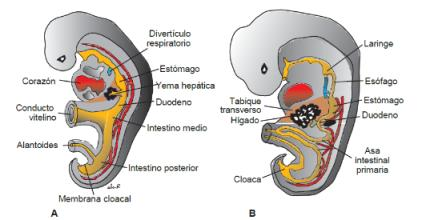 Divertículo
respiratorio
Estómago
Corazón
Yema hepática
Duodeno
Conducto
vitelino
Intestino medio
Alantoides
Intestino posterior
Membrana cloacal
A
Laringe
Esófago
Estómago
Tabique
transverso
Hígado
Duodeno
Asa
intestinal
primaria
Cloaca
B